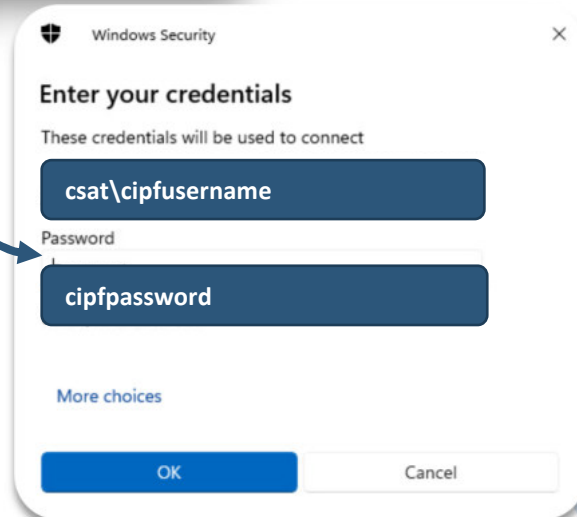 Windows Security
Enter your credentials
These credentials will be used to connect
csat\cipfusername
Password
cipfpassword
More choices
OK
Cancel